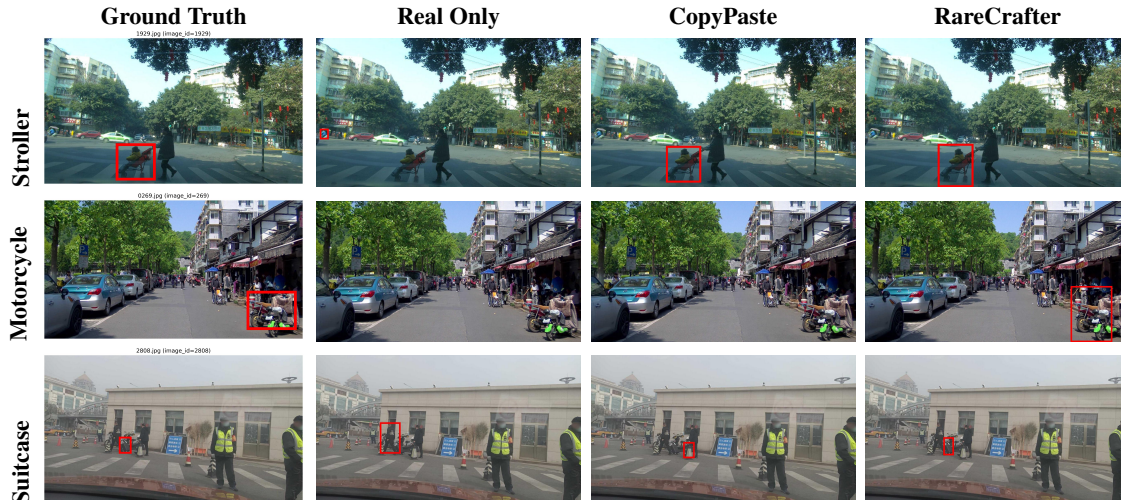 Ground Truth Real Only CopyPaste RareCrafter
1929.jpg (image_id=1929)
Stroller
0269.jpg (image_id=269)
Motorcycle
2808.jpg (image_id=2808)
Suitcase